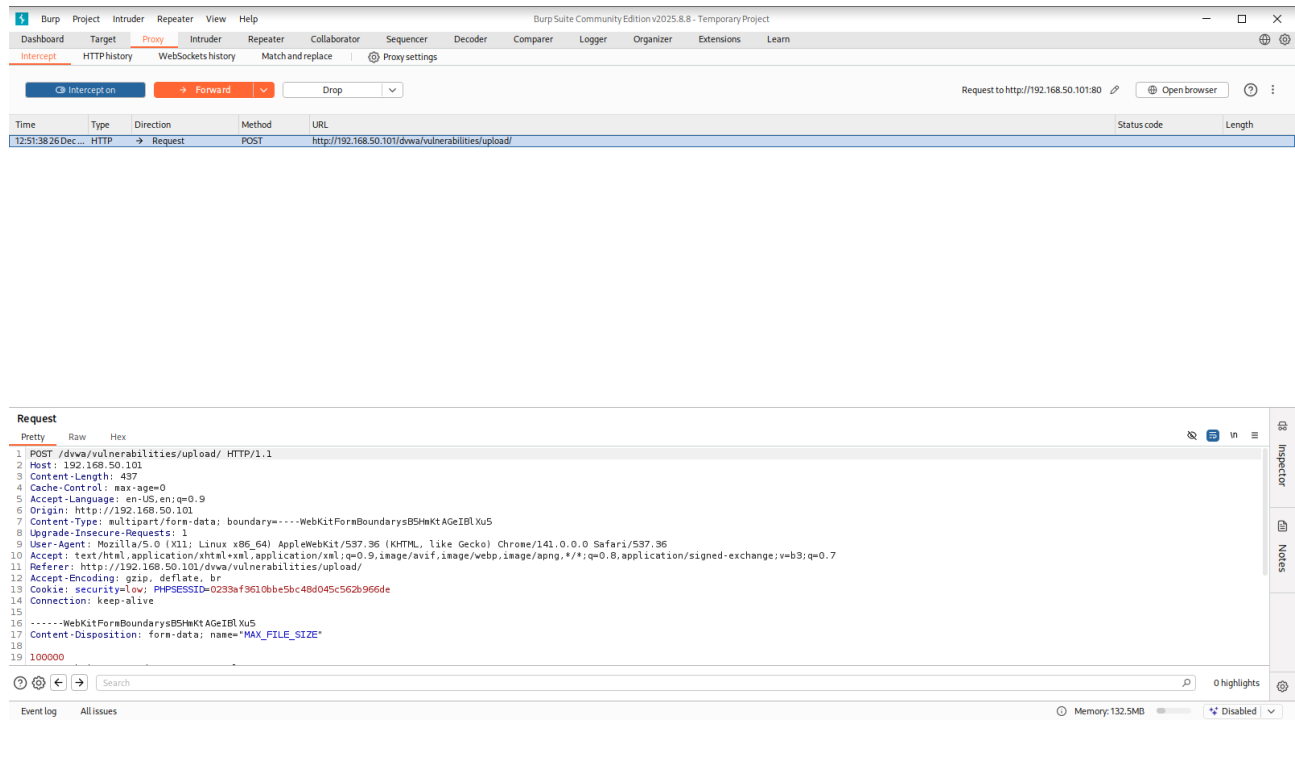 Burp Project Intruder Repeater View Help Burp Suite Community Edition v2025.8.8 - Temporary Project
Dashboard Target Proxy Intruder Repeater Collaborator Sequencer Decoder Comparer Logger Organizer Extensions Learn
Intercept HTTP history WebSockets history Match and replace Proxy settings
Intercept on Forward Drop Request to http://192.168.50.101:80 Open browser
Time Type Direction Method URL Status code Length
12:51:38 26 Dec ... HTTP → Request POST http://192.168.50.101/dvwa/vulnerabilities/upload/
Request
Pretty Raw Hex
1 POST /dvwa/vulnerabilities/upload/ HTTP/1.1
2 Host: 192.168.50.101
3 Content-Length: 437
4 Cache-Control: max-age=0
5 Accept-Language: en-US,en;q=0.9
6 Origin: http://192.168.50.101
7 Content-Type: multipart/form-data; boundary=----WebKitFormBoundarysB5HmKtAGeIBlXu5
8 Upgrade-Insecure-Requests: 1
9 User-Agent: Mozilla/5.0 (X11; Linux x86_64) AppleWebKit/537.36 (KHTML, like Gecko) Chrome/141.0.0.0 Safari/537.36
10 Accept: text/html,application/xhtml+xml,application/xml;q=0.9,image/avif,image/webp,image/apng,*/*;q=0.8,application/signed-exchange;v=b3;q=0.7
11 Referer: http://192.168.50.101/dvwa/vulnerabilities/upload/
12 Accept-Encoding: gzip, deflate, br
13 Cookie: security=low; PHPSESSID=0233af3610bbe5bc48d045c562b966de
14 Connection: keep-alive
15
16 ------WebKitFormBoundarysB5HmKtAGeIBlXu5
17 Content-Disposition: form-data; name="MAX_FILE_SIZE"
18
19 100000
Inspector
Notes
Search 0 highlights
Event log All issues Memory: 132.5MB Disabled